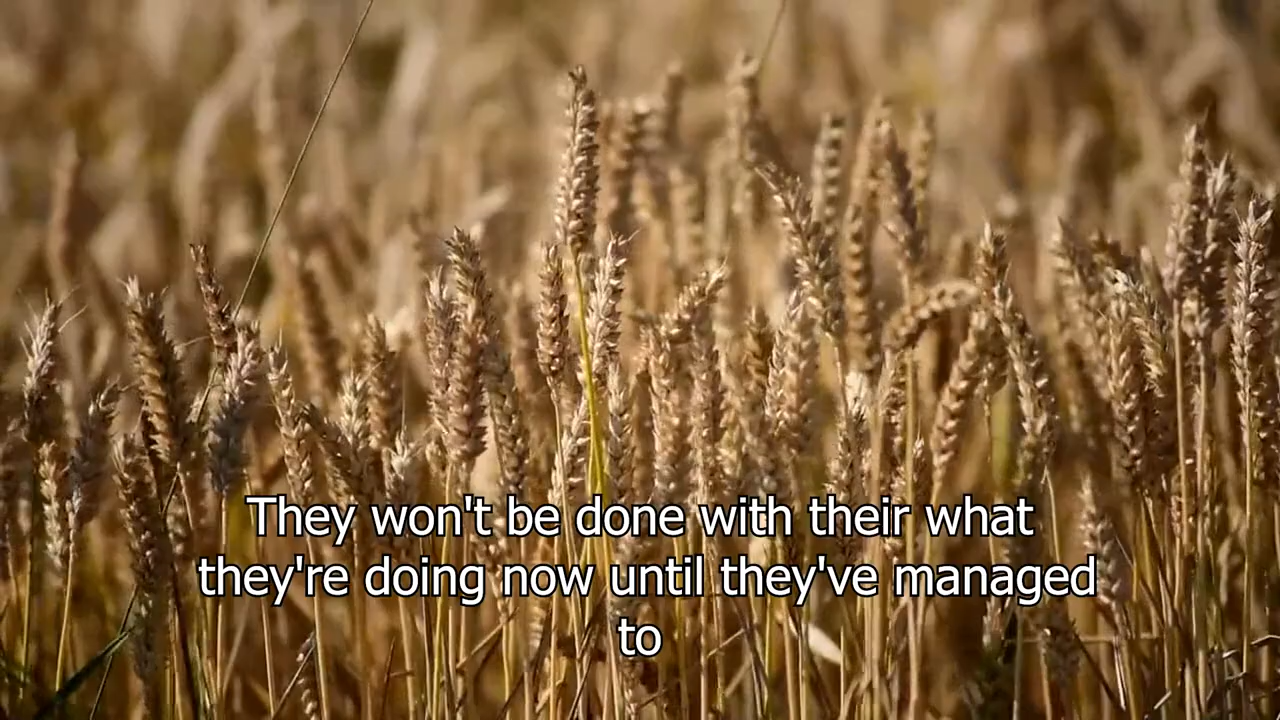 They won't be done with their what
they're doing now until they've managed
to